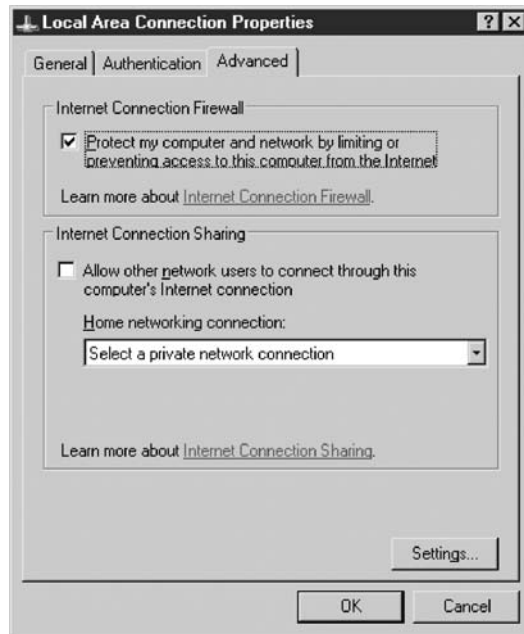 Local Area Connection Properties
General Authentication Advanced
Internet Connection Firewall
Protect my computer and network by limiting or
preventing access to this computer from the Internet
Learn more about Internet Connection Firewall.
Internet Connection Sharing
Allow other network users to connect through this
computer's Internet connection
Home networking connection:
Select a private network connection
Learn more about Internet Connection Sharing.
Settings...
OK Cancel